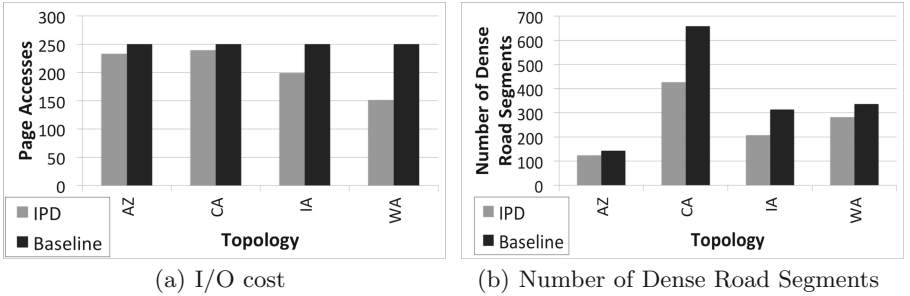 300
250
200
150
100
50
0
Page Accesses
AZ
CA
IA
WA
Topology
IPD
Baseline
(a) I/O cost
700
600
500
400
300
200
100
0
Number of Dense
Road Segments
AZ
CA
IA
WA
Topology
IPD
Baseline
(b) Number of Dense Road Segments